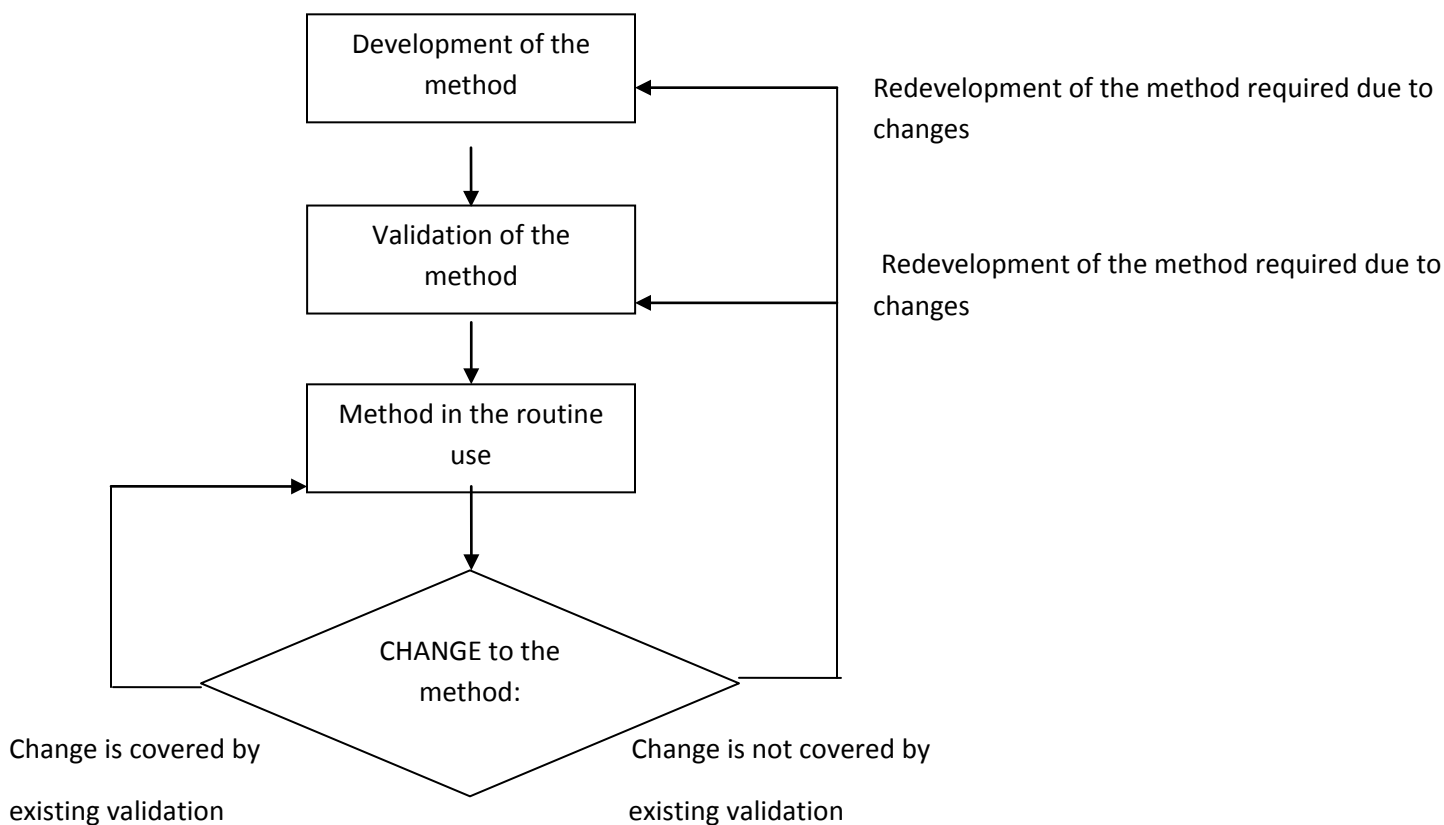 Development of the
method
Redevelopment of the method required due to
changes
Validation of the
method
Redevelopment of the method required due to
changes
Method in the routine
use
CHANGE to the
method:
Change is covered by
existing validation
Change is not covered by
existing validation